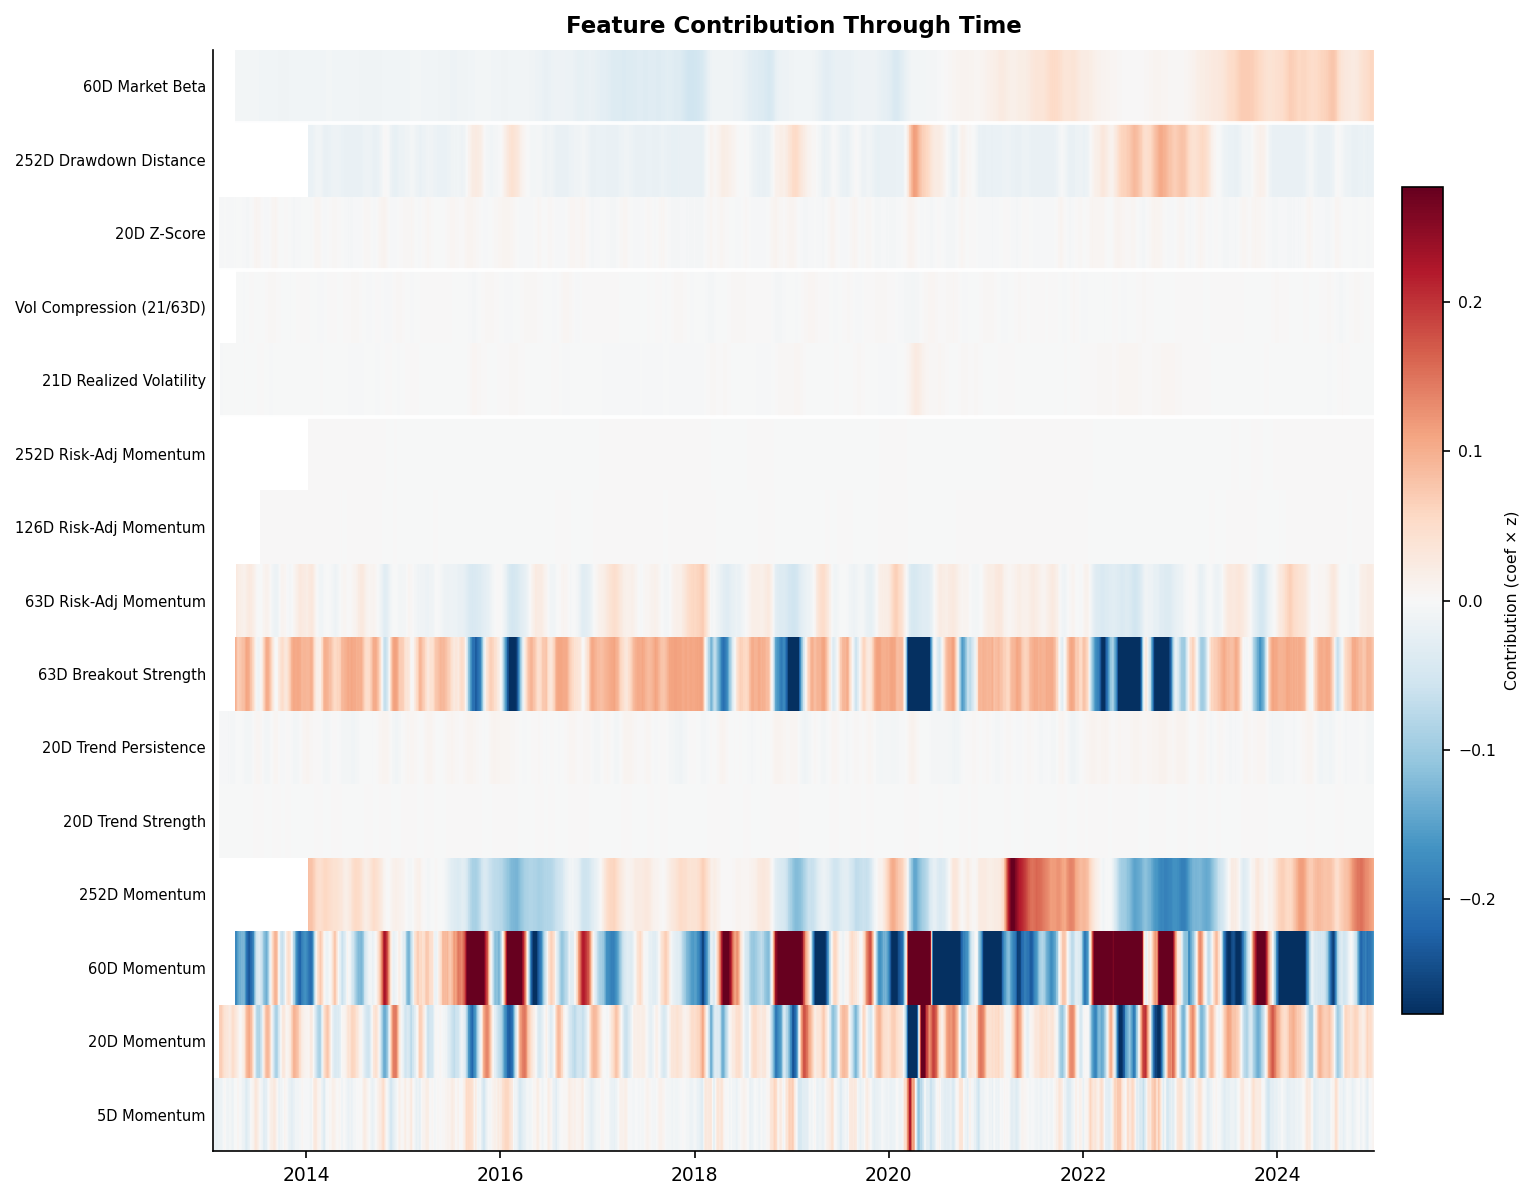 Feature Contribution Through Time
60D Market Beta
252D Drawdown Distance
20D Z-Score
Vol Compression (21/63D)
21D Realized Volatility
252D Risk-Adj Momentum
126D Risk-Adj Momentum
63D Risk-Adj Momentum
63D Breakout Strength
20D Trend Persistence
20D Trend Strength
252D Momentum
60D Momentum
20D Momentum
5D Momentum
2014
2016
2018
2020
2022
2024
0.2
0.1
0.0
−0.1
−0.2
Contribution (coef × z)